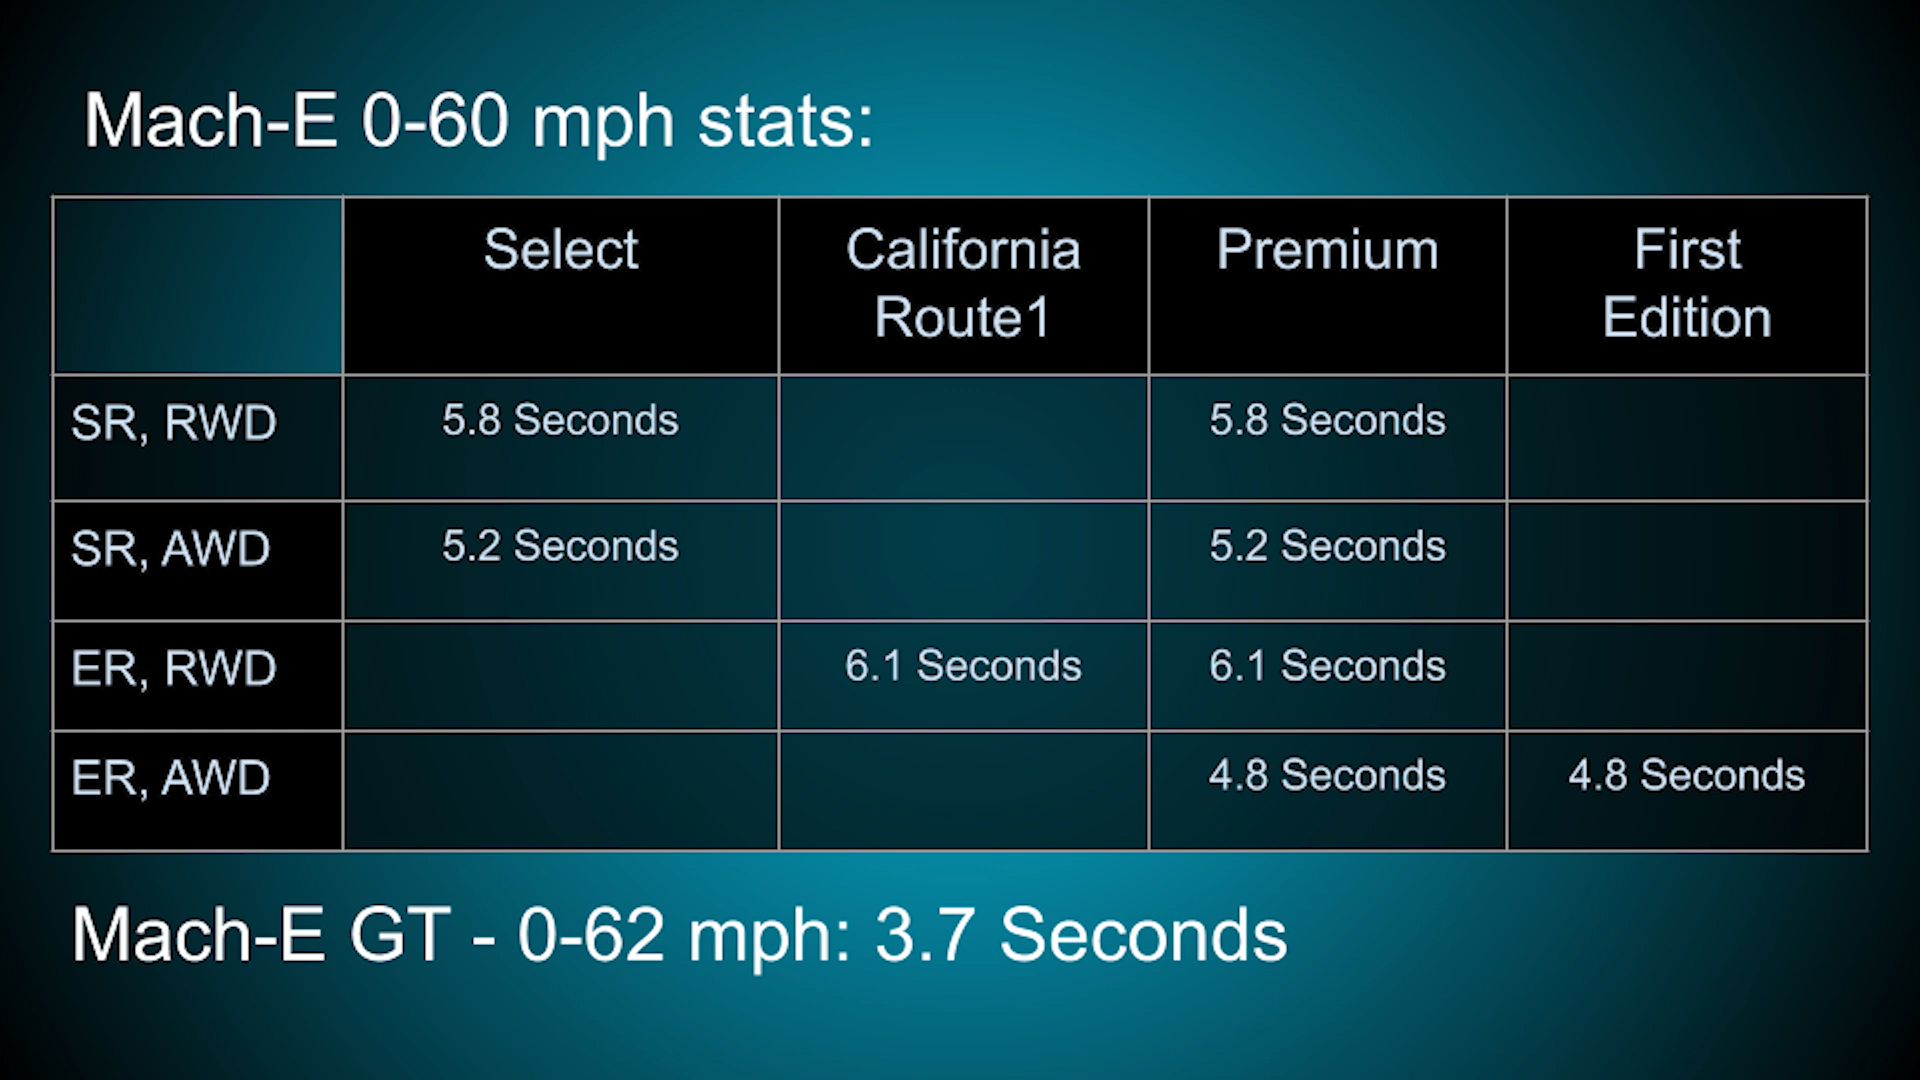 Mach-E 0-60 mph stats:
Select California Route1 Premium First Edition
SR, RWD 5.8 Seconds 5.8 Seconds
SR, AWD 5.2 Seconds 5.2 Seconds
ER, RWD 6.1 Seconds 6.1 Seconds
ER, AWD 4.8 Seconds 4.8 Seconds
Mach-E GT - 0-62 mph: 3.7 Seconds